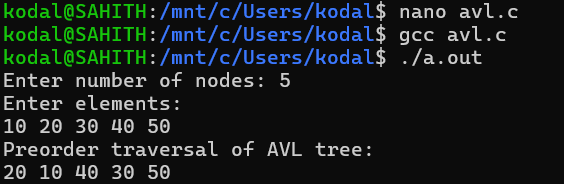 kodal@SAHITH:/mnt/c/Users/kodal$ nano avl.c
kodal@SAHITH:/mnt/c/Users/kodal$ gcc avl.c
kodal@SAHITH:/mnt/c/Users/kodal$ ./a.out
Enter number of nodes: 5
Enter elements:
10 20 30 40 50
Preorder traversal of AVL tree:
20 10 40 30 50